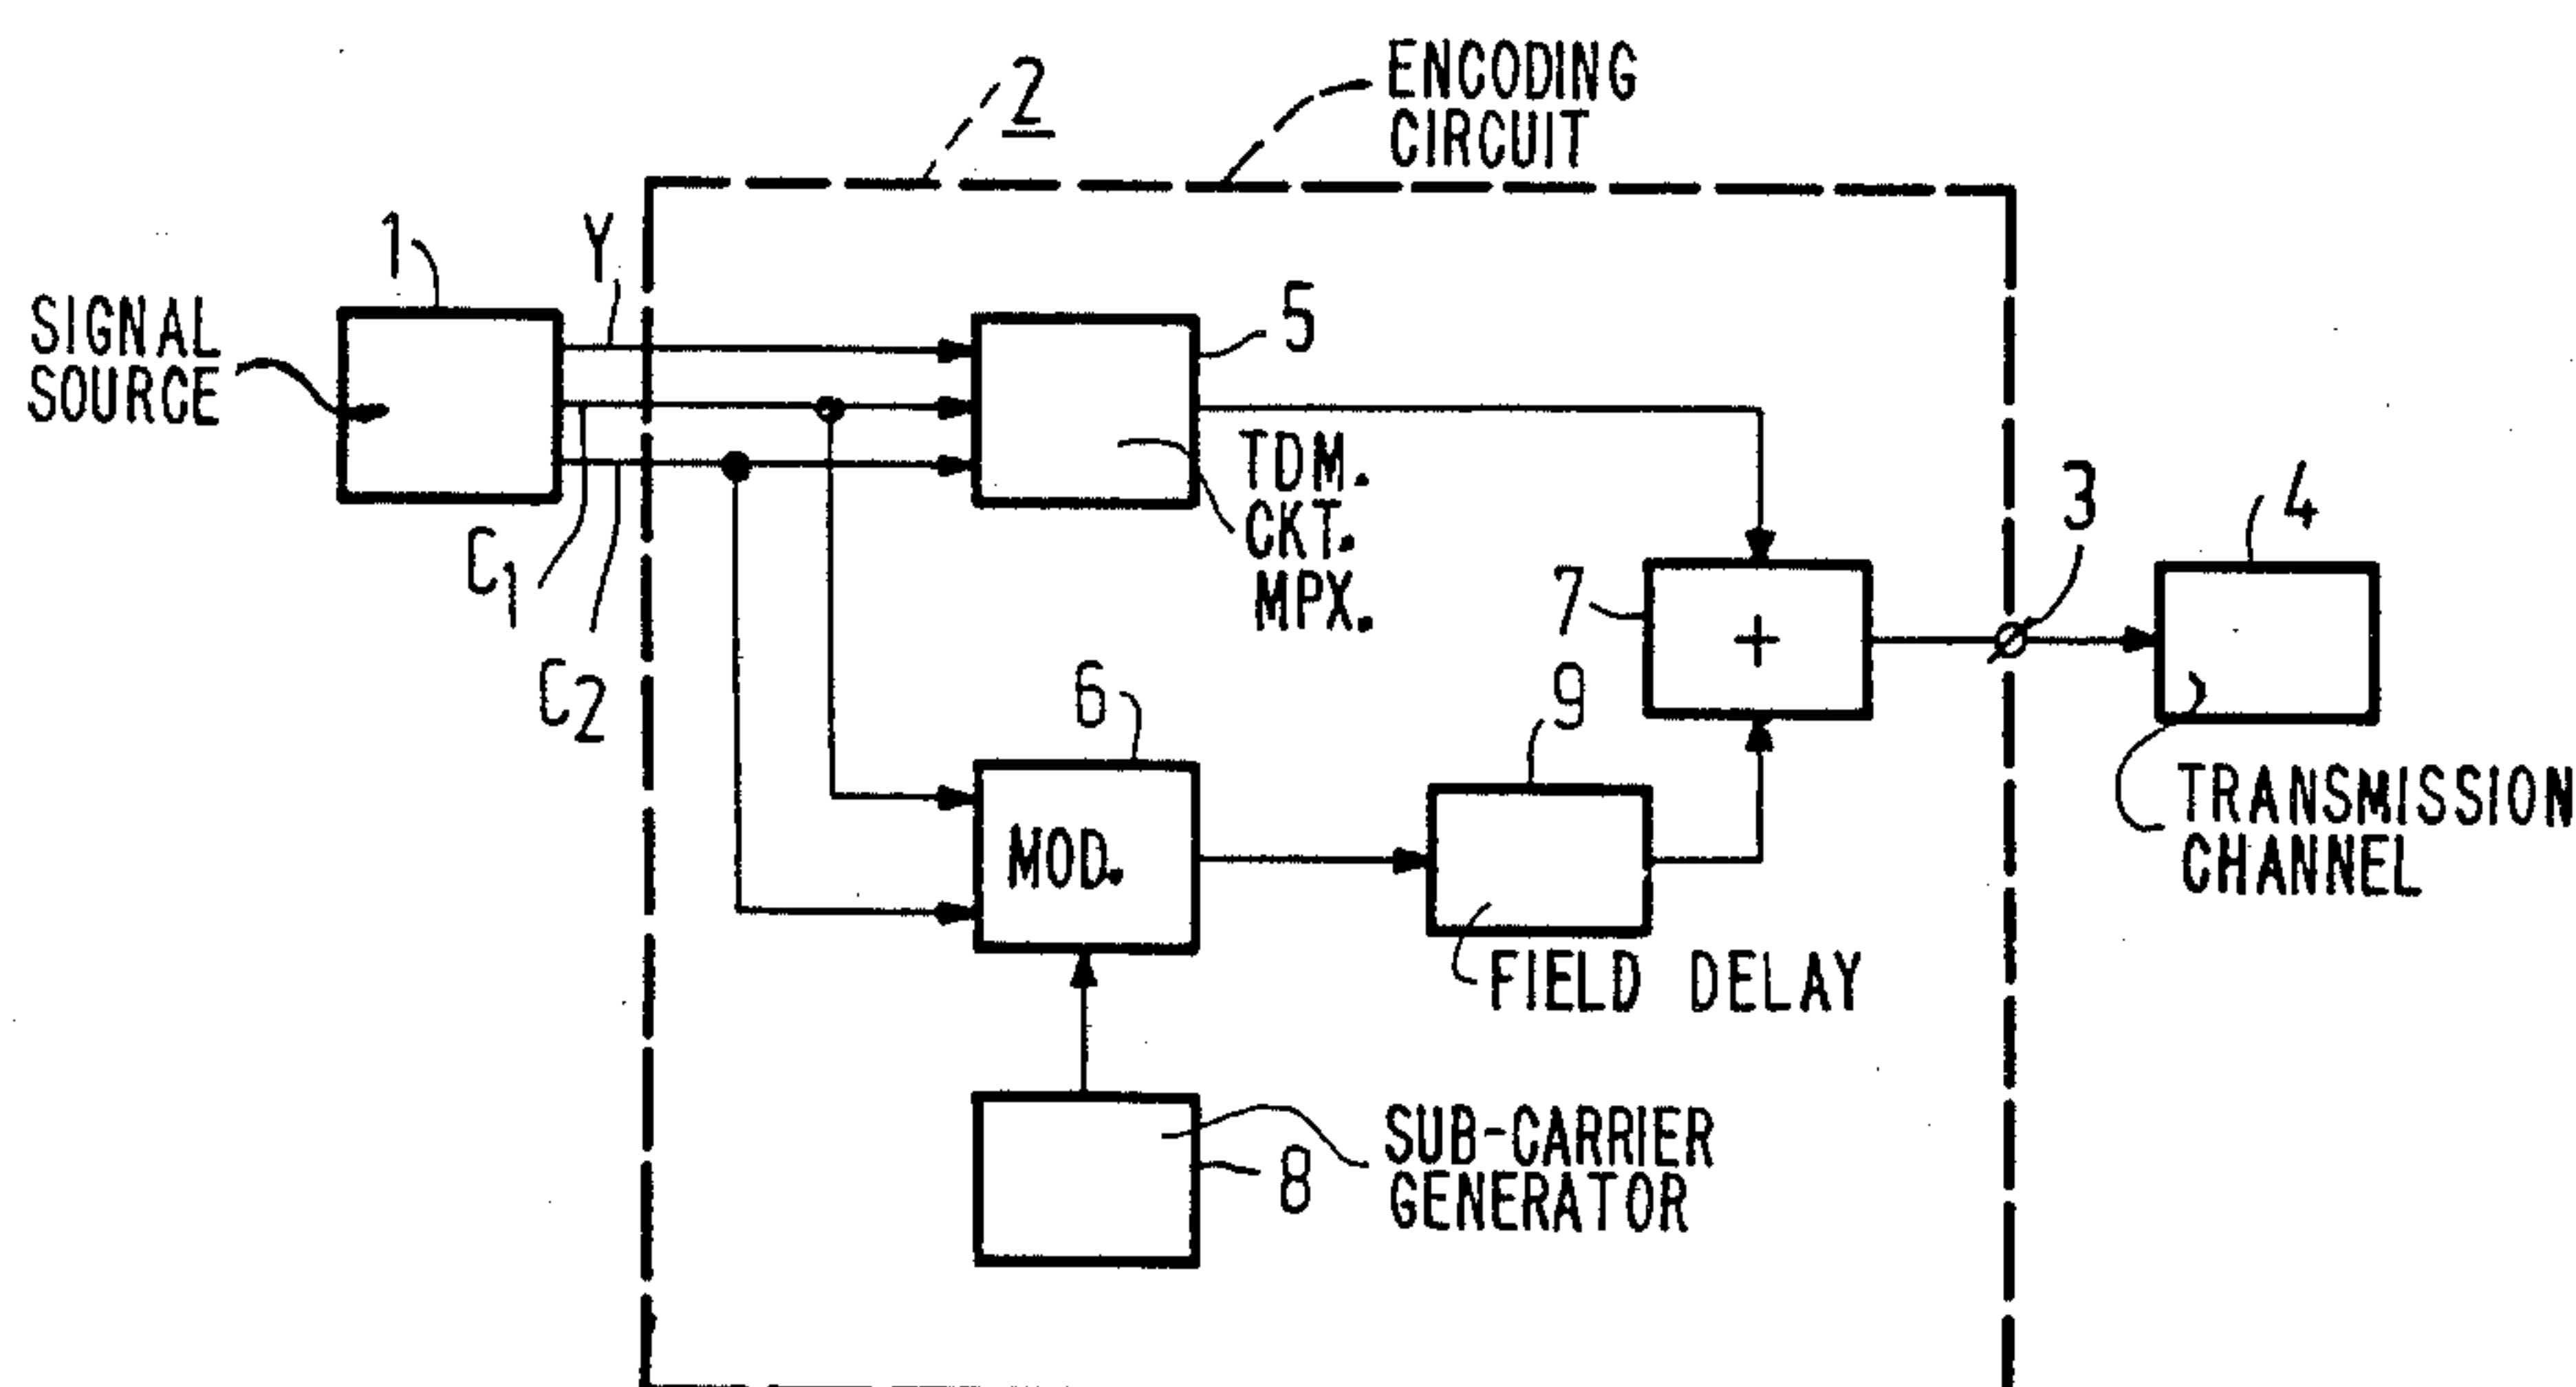 2
ENCODING
CIRCUIT
1
Y
SIGNAL
SOURCE
5
TDM.
CKT.
MPX.
C1
C2
3
4
7
+
6
9
MOD.
TRANSMISSION
CHANNEL
FIELD DELAY
SUB-CARRIER
GENERATOR
8